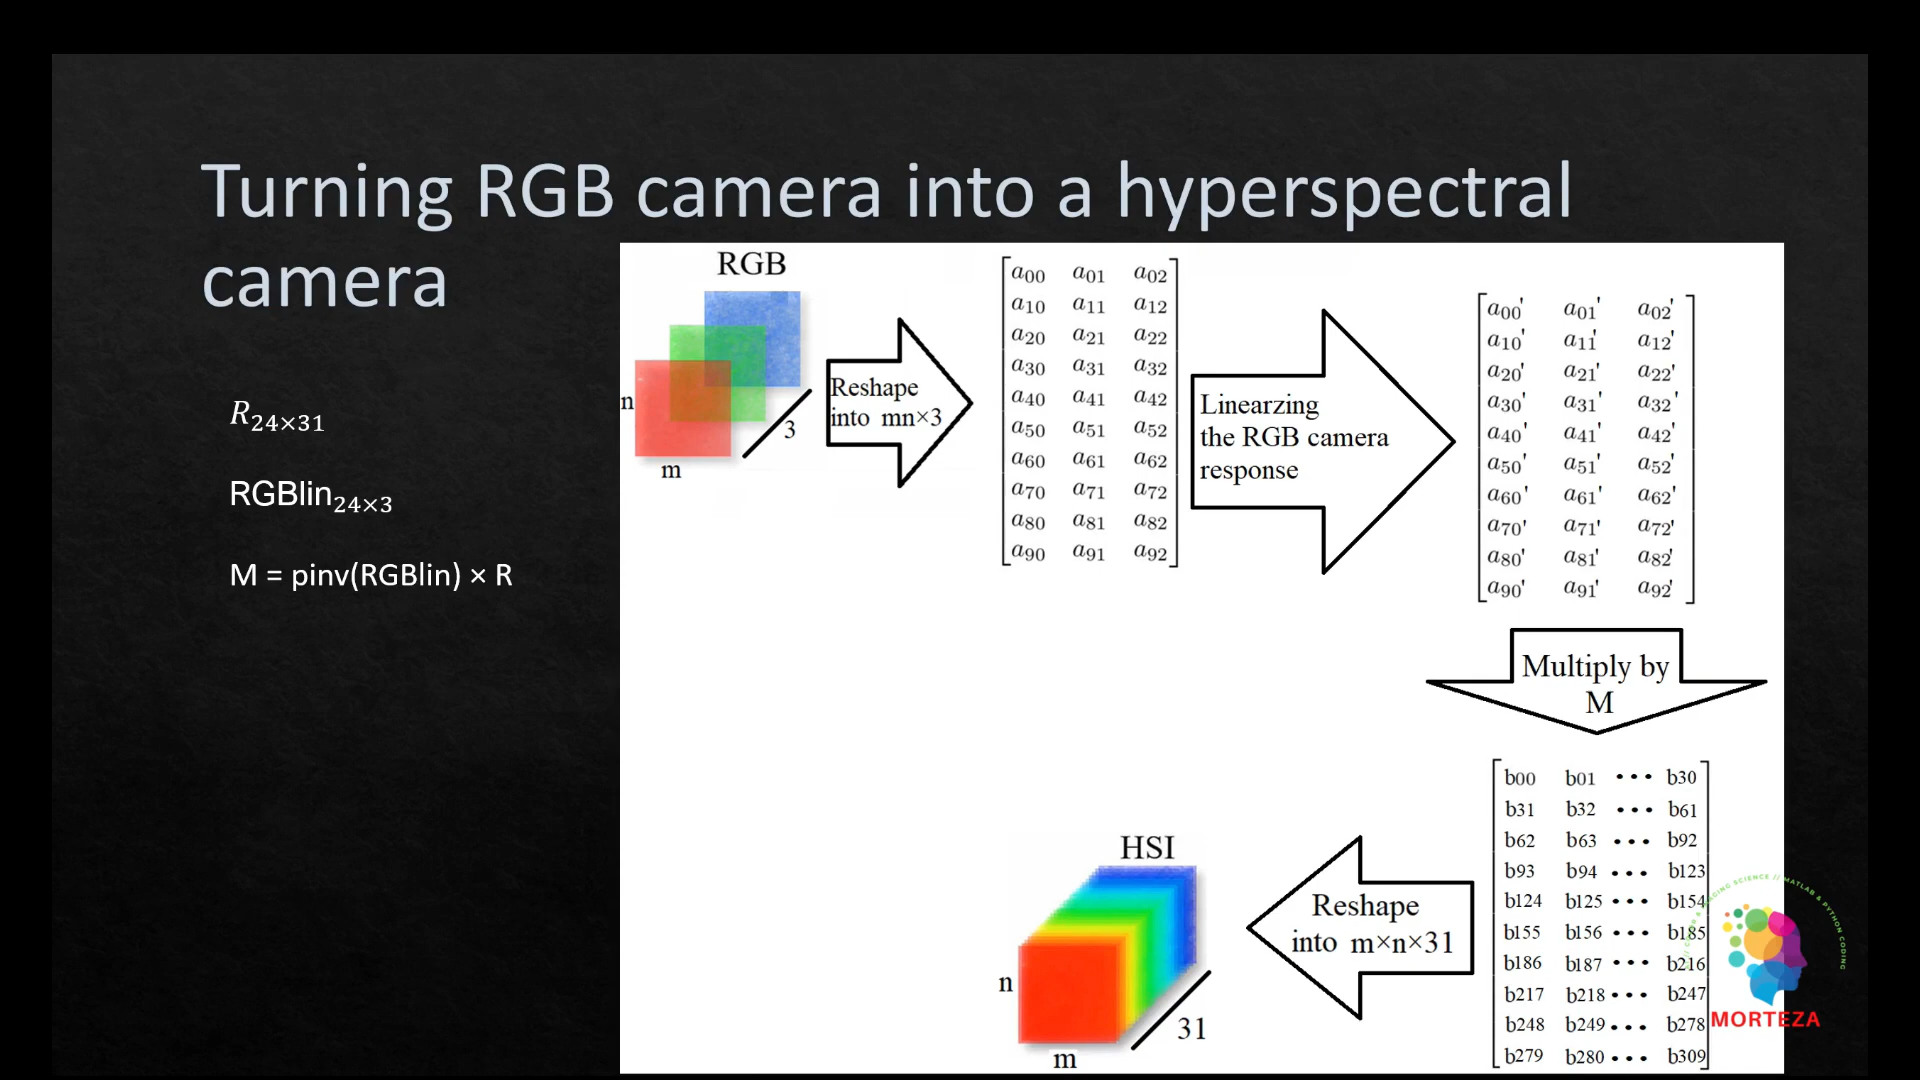 Turning RGB camera into a hyperspectral
camera
R24×31
RGBlin24×3
M = pinv(RGBlin) × R
RGB
n
m
3
Reshape
into mn×3
a00 a01 a02
a10 a11 a12
a20 a21 a22
a30 a31 a32
a40 a41 a42
a50 a51 a52
a60 a61 a62
a70 a71 a72
a80 a81 a82
a90 a91 a92
Linearzing
the RGB camera
response
a00' a01' a02'
a10' a11' a12'
a20' a21' a22'
a30' a31' a32'
a40' a41' a42'
a50' a51' a52'
a60' a61' a62'
a70' a71' a72'
a80' a81' a82'
a90' a91' a92'
Multiply by
M
b00 b01 ••• b30
b31 b32 ••• b61
b62 b63 ••• b92
b93 b94 ••• b123
b124 b125 ••• b154
b155 b156 ••• b185
b186 b187 ••• b216
b217 b218 ••• b247
b248 b249 ••• b278
b279 b280 ••• b309
Reshape
into m×n×31
HSI
n
m
31
IMAGING SCIENCE // MATLAB & PYTHON CODING
MORTEZA